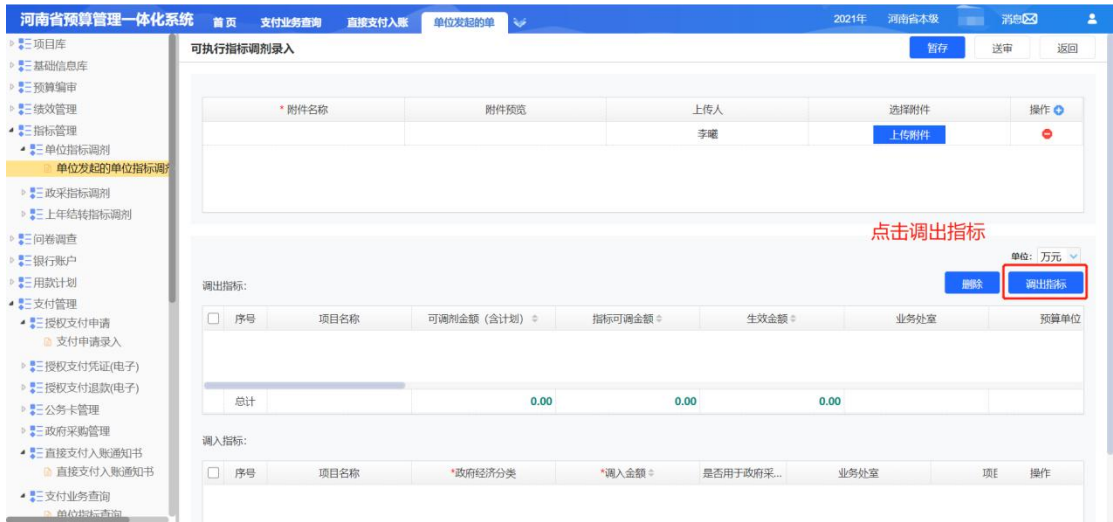 河南省预算管理一体化系统 首页 支付业务查询 直接支付入账 单位发起的单 2021年 河南省本级 消息
项目库
基础信息库
预算编审
绩效管理
指标管理
单位指标调剂
单位发起的单位指标调剂
政采指标调剂
上年结转指标调剂
问卷调查
银行账户
用款计划
支付管理
授权支付申请
支付申请录入
授权支付凭证(电子)
授权支付退款(电子)
公务卡管理
政府采购管理
直接支付入账通知书
直接支付入账通知书
支付业务查询
单位指标查询
可执行指标调剂录入 暂存 送审 返回
* 附件名称 附件预览 上传人 选择附件 操作
李曦 上传附件
点击调出指标
单位: 万元
调出指标: 删除 调出指标
序号 项目名称 可调剂金额（含计划） 指标可调金额 生效金额 业务处室 预算单位
总计 0.00 0.00 0.00
调入指标:
序号 项目名称 *政府经济分类 *调入金额 是否用于政府采... 业务处室 项目 操作